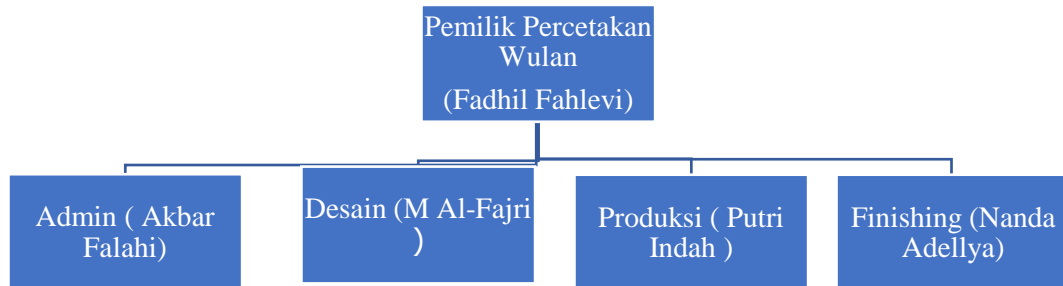 Pemilik Percetakan
Wulan
(Fadhil Fahlevi)
Admin ( Akbar
Falahi)
Desain (M Al-Fajri
)
Produksi ( Putri
Indah )
Finishing (Nanda
Adellya)